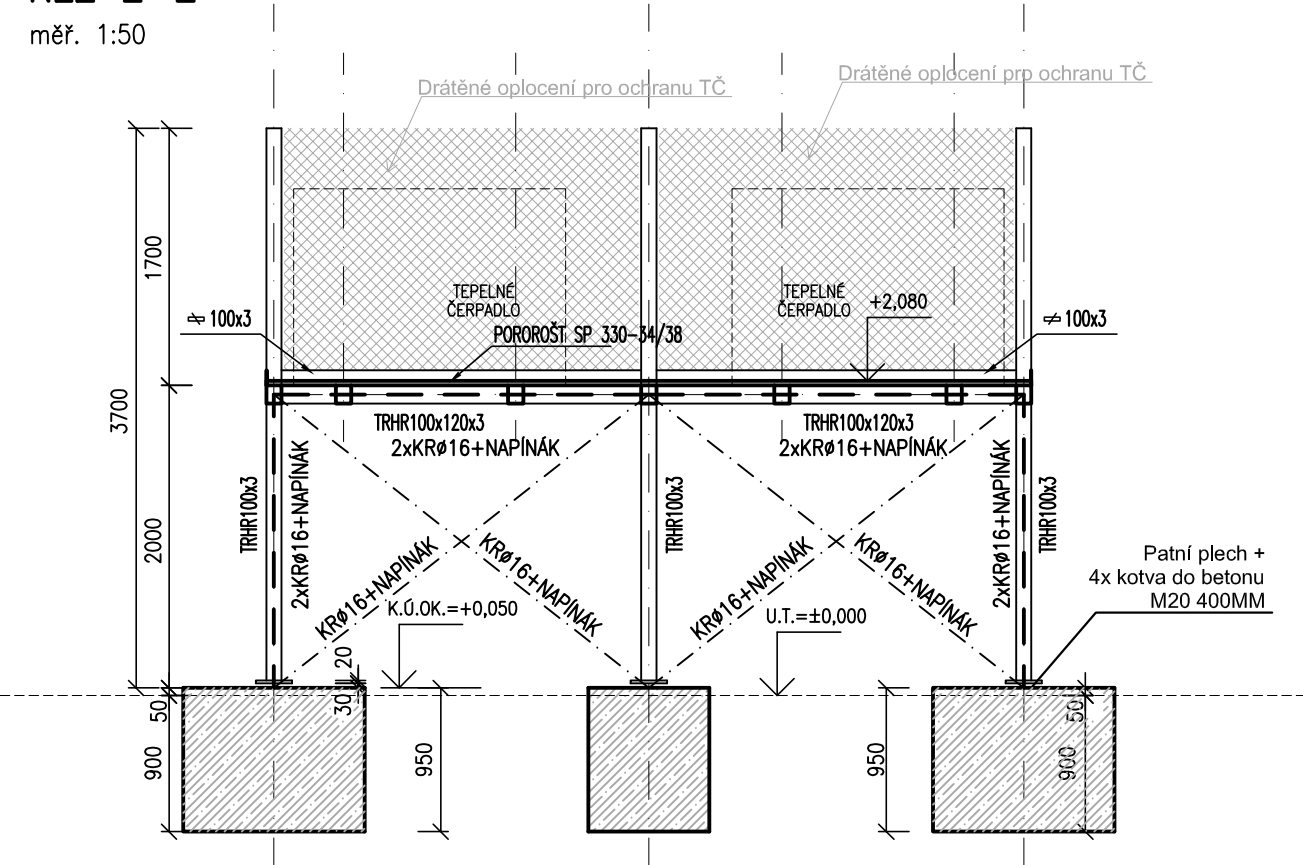 měř. 1:50
Drátěné oplocení pro ochranu TČ
Drátěné oplocení pro ochranu TČ
1700
3700
2000
TEPELNÉ
ČERPADLO
TEPELNÉ
ČERPADLO
+2,080
100x3
100x3
POROROŠT SP 330-34/38
TRHR100x120x3
2xKRø16+NAPÍNÁK
TRHR100x120x3
2xKRø16+NAPÍNÁK
TRHR100x3
2xKRø16+NAPÍNÁK
TRHR100x3
2xKRø16+NAPÍNÁK
TRHR100x3
KRø16+NAPÍNÁK
KRø16+NAPÍNÁK
KRø16+NAPÍNÁK
KRø16+NAPÍNÁK
Patní plech +
4x kotva do betonu
M20 400MM
K.Ú.OK.=+0,050
U.T.=±0,000
20
30
50
900
950
950
50
900